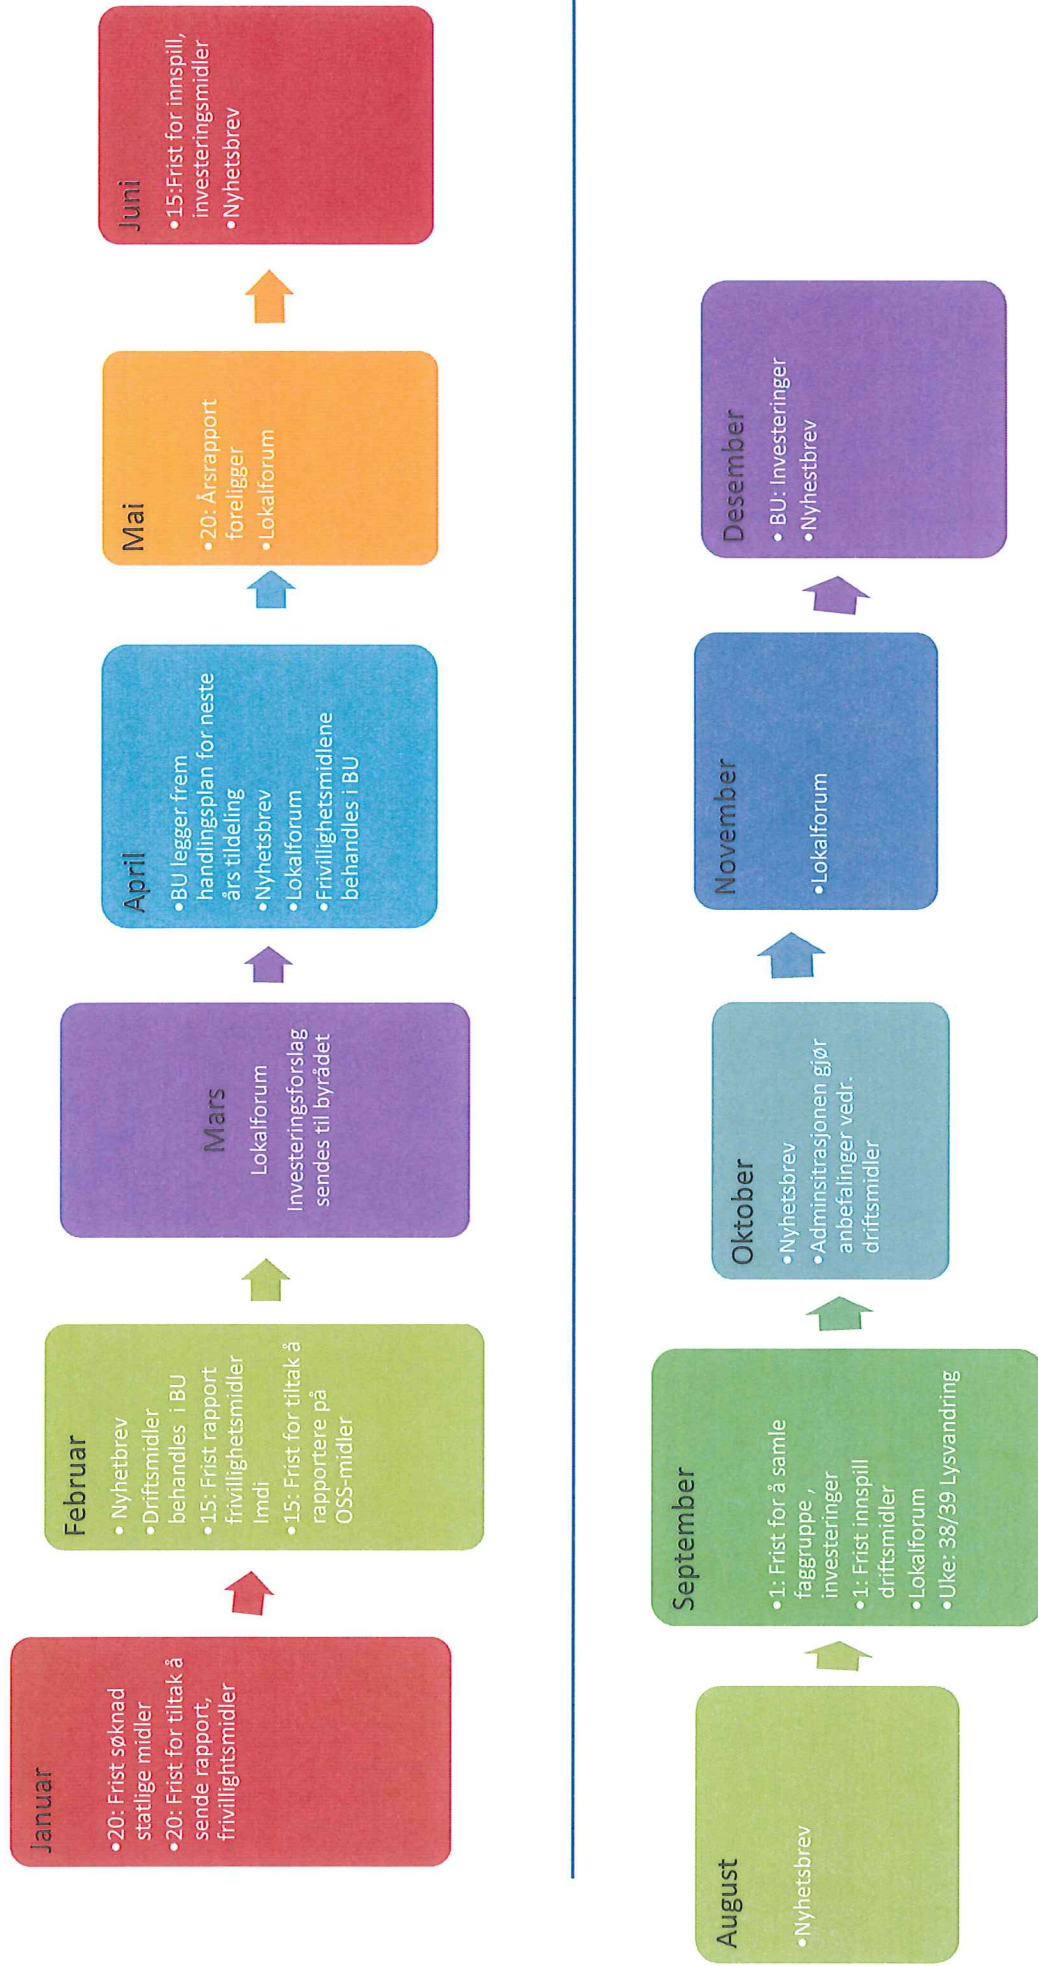 Januar
•20: Frist søknad
statlige midler
•20: Frist for tiltak å
sende rapport,
frivillightsmidler
Februar
• Nyhetbrev
•Driftsmidler
behandles i BU
•15: Frist rapport
frivillighetsmidler
Imdi
•15: Frist for tiltak å
rapportere på
OSS-midler
Mars
Lokalforum
Investeringsforslag
sendes til byrådet
April
•BU legger frem
handlingsplan for neste
års tildeling
•Nyhetsbrev
•Lokalforum
•Frivillighetsmidlene
behandles i BU
Mai
•20: Årsrapport
foreligger
•Lokalforum
Juni
•15:Frist for innspill,
investeringsmidler
•Nyhetsbrev
August
•Nyhetsbrev
September
•1: Frist for å samle
faggruppe ,
investeringer
•1: Frist innspill
driftsmidler
•Lokalforum
•Uke: 38/39 Lysvandring
Oktober
•Nyhetsbrev
•Adminsitrasjonen gjør
anbefalinger vedr.
driftsmidler
November
•Lokalforum
Desember
• BU: Investeringer
•Nyhestbrev